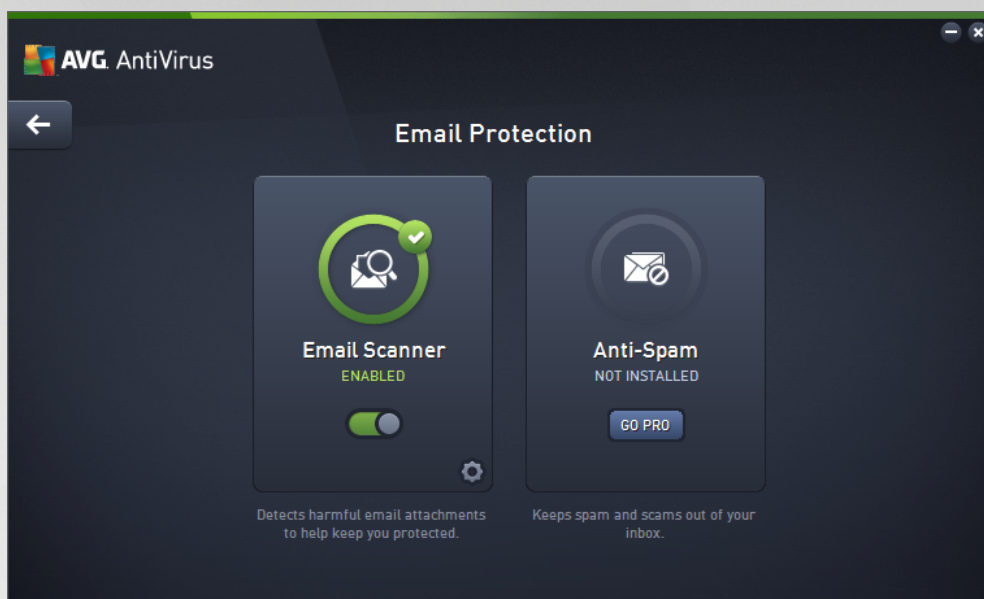 AVG. AntiVirus
Email Protection
Email Scanner
ENABLED
Anti-Spam
NOT INSTALLED
GO PRO
Detects harmful email attachments
to help keep you protected.
Keeps spam and scams out of your
inbox.